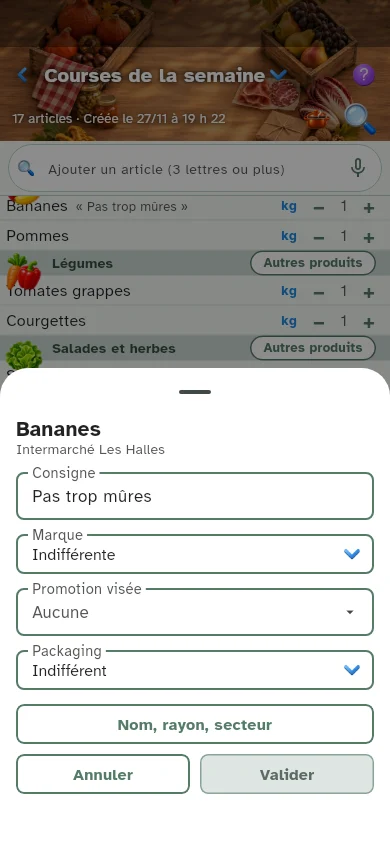 Courses de la semaine
?
17 articles · Créée le 27/11 à 19 h 22
Ajouter un article (3 lettres ou plus)
Bananes « Pas trop mûres » kg − 1 +
Pommes kg − 1 +
Légumes Autres produits
Tomates grappes kg − 1 +
Courgettes kg − 1 +
Salades et herbes Autres produits
Bananes
Intermarché Les Halles
Consigne
Pas trop mûres
Marque
Indifférente
Promotion visée
Aucune
Packaging
Indifférent
Nom, rayon, secteur
Annuler Valider